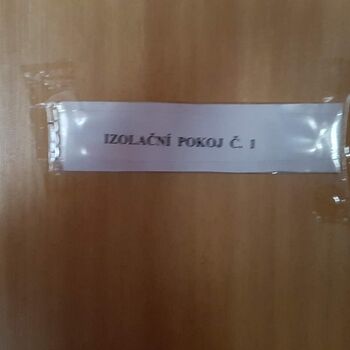 IZOLAČNÍ POKOJ Č. 1